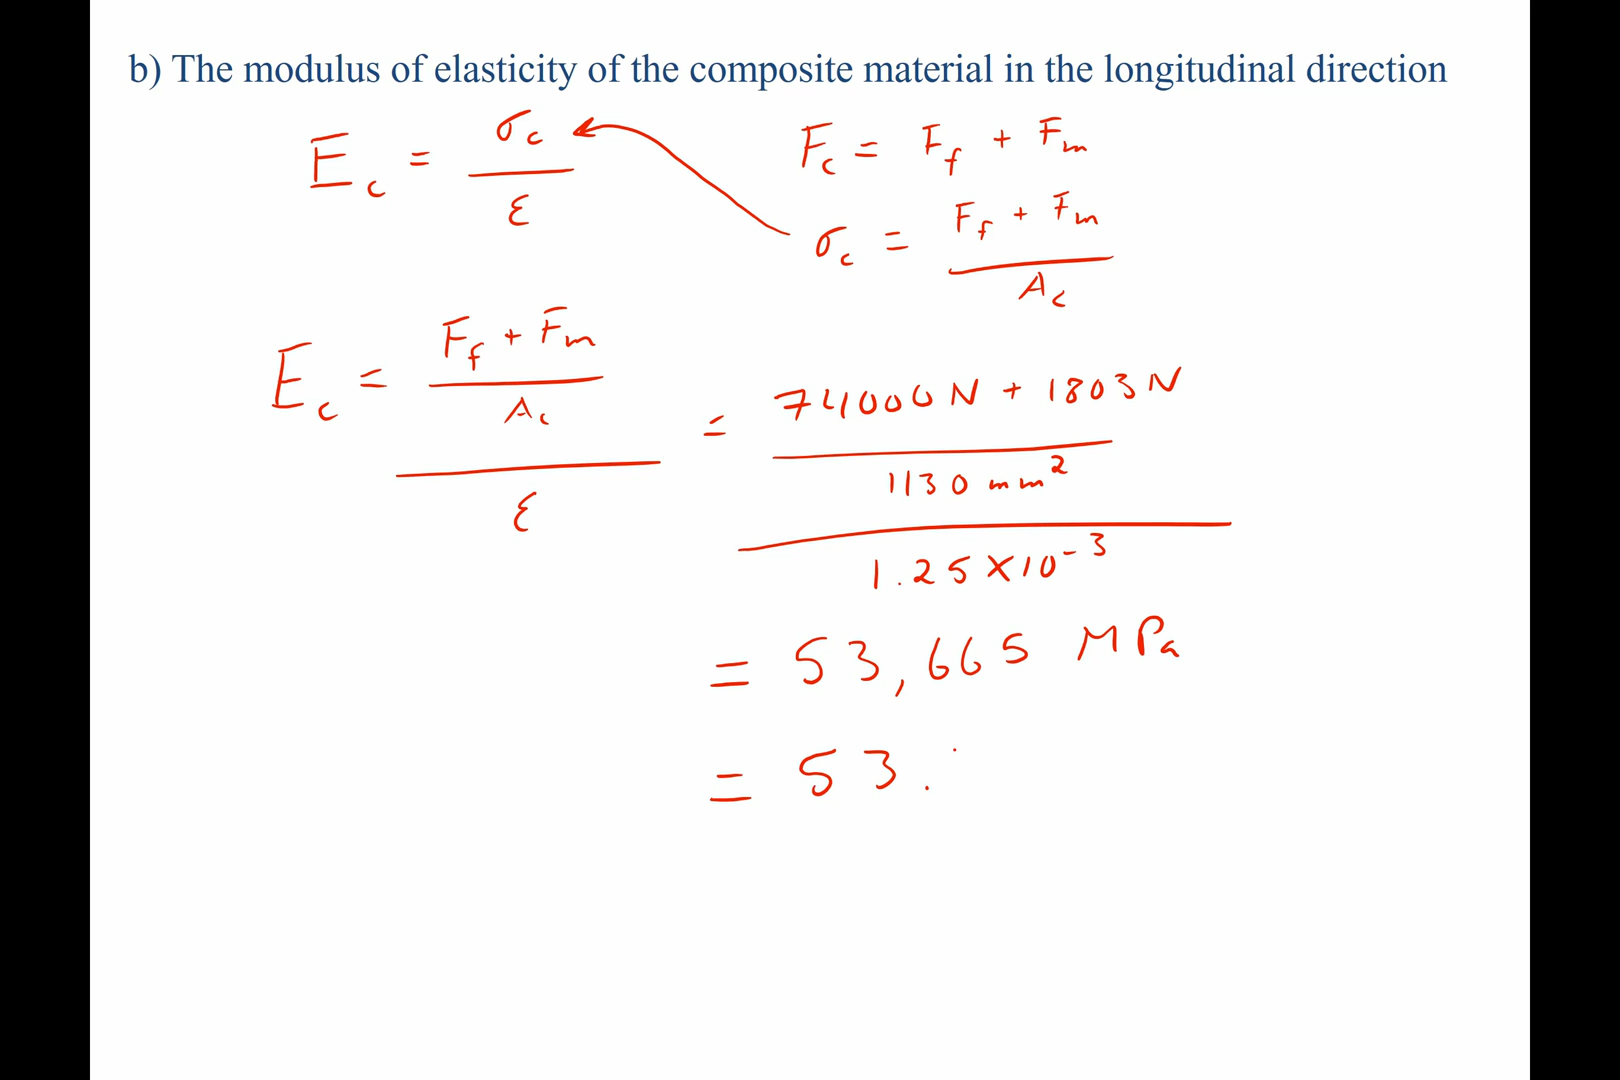 b) The modulus of elasticity of the composite material in the longitudinal direction
E_c = σ_c / ε
F_c = F_f + F_m
σ_c = (F_f + F_m) / A_c
E_c = ((F_f + F_m) / A_c) / ε = ((74000 N + 1803 N) / 1130 mm²) / 1.25 × 10⁻³
= 53,665 MPa
= 53.